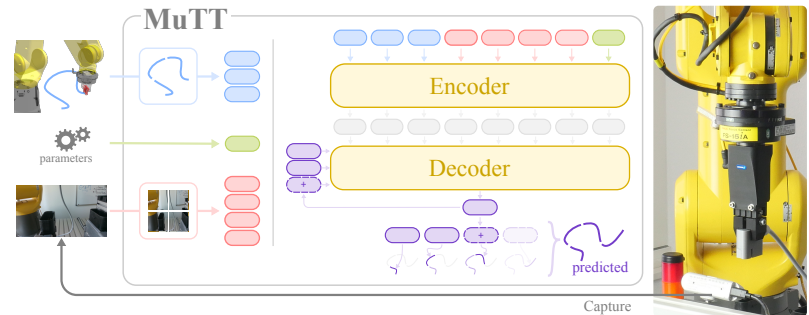 MuTT
Encoder
parameters
Decoder
+
+
predicted
Capture